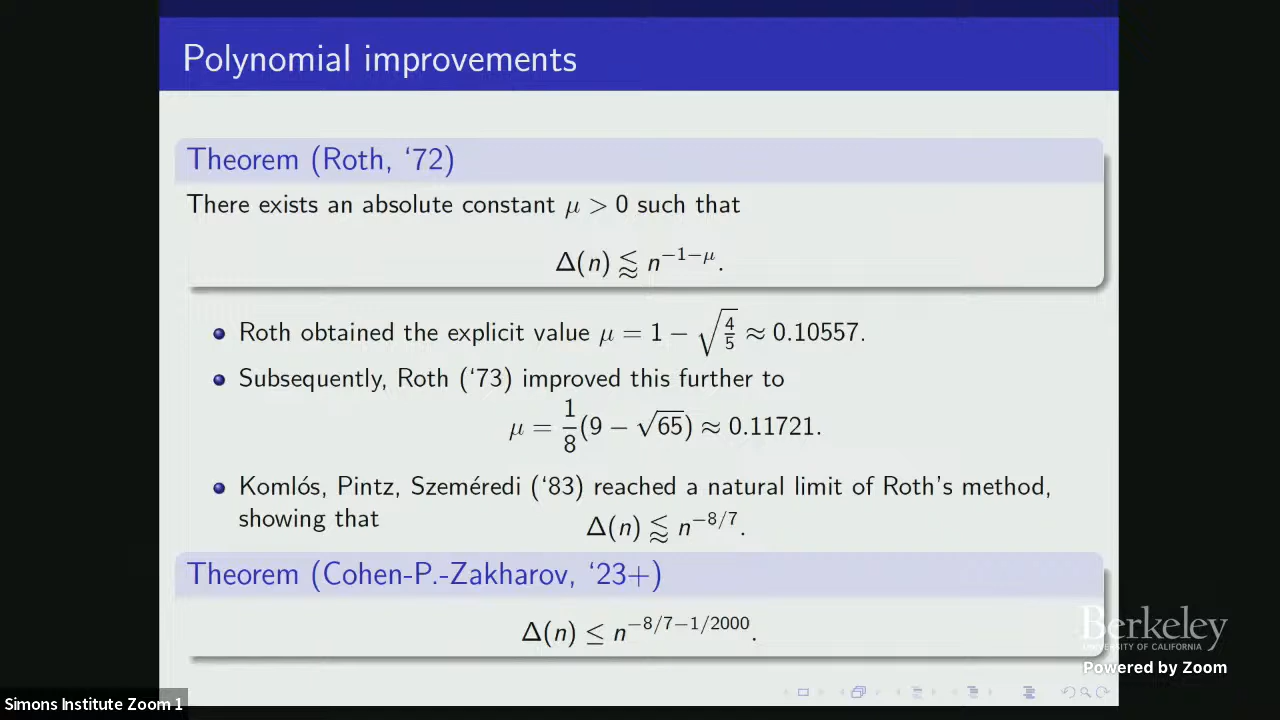 Polynomial improvements
Theorem (Roth, ‘72)
There exists an absolute constant μ > 0 such that
Δ(n) ⪅ n^{−1−μ}.
Roth obtained the explicit value μ = 1 − √(4/5) ≈ 0.10557.
Subsequently, Roth (‘73) improved this further to
μ = 1/8 (9 − √65) ≈ 0.11721.
Komlós, Pintz, Szeméredi (‘83) reached a natural limit of Roth's method,
showing that Δ(n) ⪅ n^{−8/7}.
Theorem (Cohen-P.-Zakharov, ‘23+)
Δ(n) ≤ n^{−8/7−1/2000}.
Berkeley
UNIVERSITY OF CALIFORNIA
Powered by Zoom
Simons Institute Zoom 1